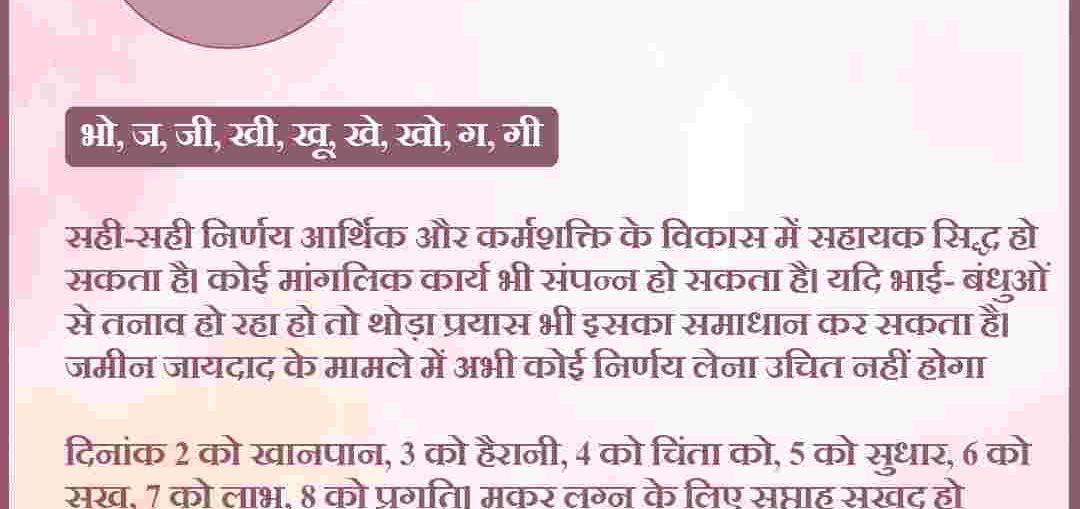 भो, ज, जी, खी, खू, खे, खो, ग, गी
सही-सही निर्णय आर्थिक और कर्मशक्ति के विकास में सहायक सिद्ध हो
सकता है। कोई मांगलिक कार्य भी संपन्न हो सकता है। यदि भाई- बंधुओं
से तनाव हो रहा हो तो थोड़ा प्रयास भी इसका समाधान कर सकता है।
जमीन जायदाद के मामले में अभी कोई निर्णय लेना उचित नहीं होगा
दिनांक 2 को खानपान, 3 को हैरानी, 4 को चिंता को, 5 को सुधार, 6 को
सुख, 7 को लाभ, 8 को प्रगति। मकर लग्न के लिए सप्ताह सुखद हो